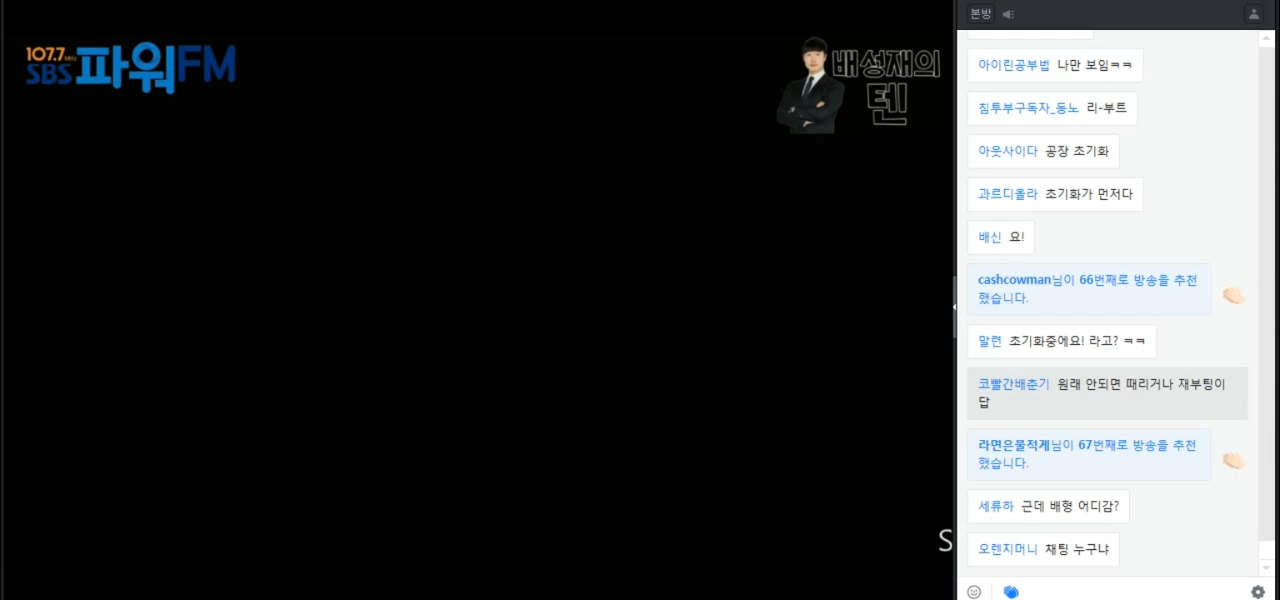 107.7MHz
SBS 파워FM
배성재의
텐
S
본방
아이린공부법 나만 보임ㅋㅋ
침투부구독자_동노 리-부트
아웃사이다 공장 초기화
과르디올라 초기화가 먼저다
배신 요!
cashcowman님이 66번째로 방송을 추천
했습니다.
말련 초기화중에요! 라고? ㅋㅋ
코빨간배춘기 원래 안되면 때리거나 재부팅이
답
라면은물적게님이 67번째로 방송을 추천
했습니다.
세류하 근데 배형 어디감?
오렌지머니 채팅 누구냐